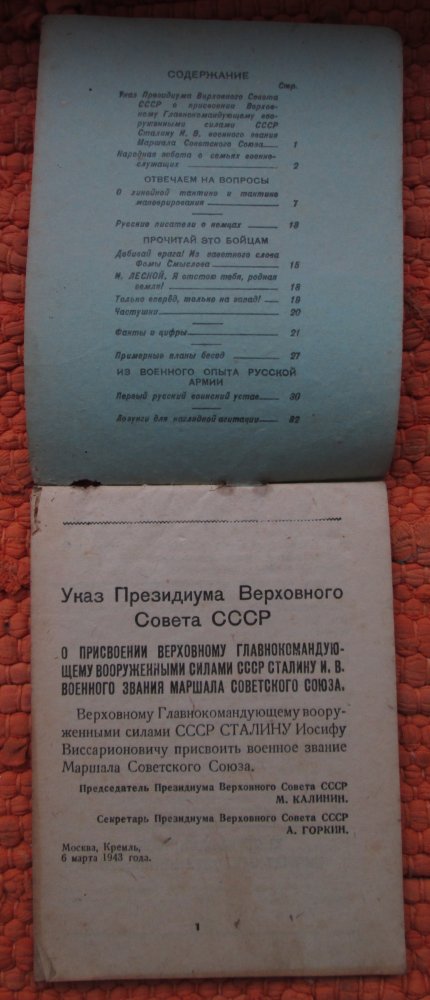 СОДЕРЖАНИЕ
Стр.
Указ Президиума Верховного Совета
СССР о присвоении Верхов-
ному Главнокомандующему воо-
руженными силами СССР
Сталину И. В. военного звания
Маршала Советского Союза 1
Народная забота о семьях военно-
служащих 2
ОТВЕЧАЕМ НА ВОПРОСЫ
О линейной тактике и тактике
маневрирования 7
Русские писатели о немцах 13
ПРОЧИТАЙ ЭТО БОЙЦАМ
Добивай врага! Из заветного слова
Фомы Смыслова 15
И. ЛЕСНОЙ. Я отстою тебя, родная
земля! 18
Только вперёд, только на запад! 19
Частушки 20
Факты и цифры 21
Примерные планы бесед 27
ИЗ ВОЕННОГО ОПЫТА РУССКОЙ
АРМИИ
Первый русский воинский устав 30
Лозунги для наглядной агитации 32
Указ Президиума Верховного
Совета СССР
О ПРИСВОЕНИИ ВЕРХОВНОМУ ГЛАВНОКОМАНДУЮ-
ЩЕМУ ВООРУЖЕННЫМИ СИЛАМИ СССР СТАЛИНУ И. В.
ВОЕННОГО ЗВАНИЯ МАРШАЛА СОВЕТСКОГО СОЮЗА.
Верховному Главнокомандующему воору-
женными силами СССР СТАЛИНУ Иосифу
Виссарионовичу присвоить военное звание
Маршала Советского Союза.
Председатель Президиума Верховного Совета СССР
М. КАЛИНИН.
Секретарь Президиума Верховного Совета СССР
А. ГОРКИН.
Москва, Кремль,
6 марта 1943 года.
1